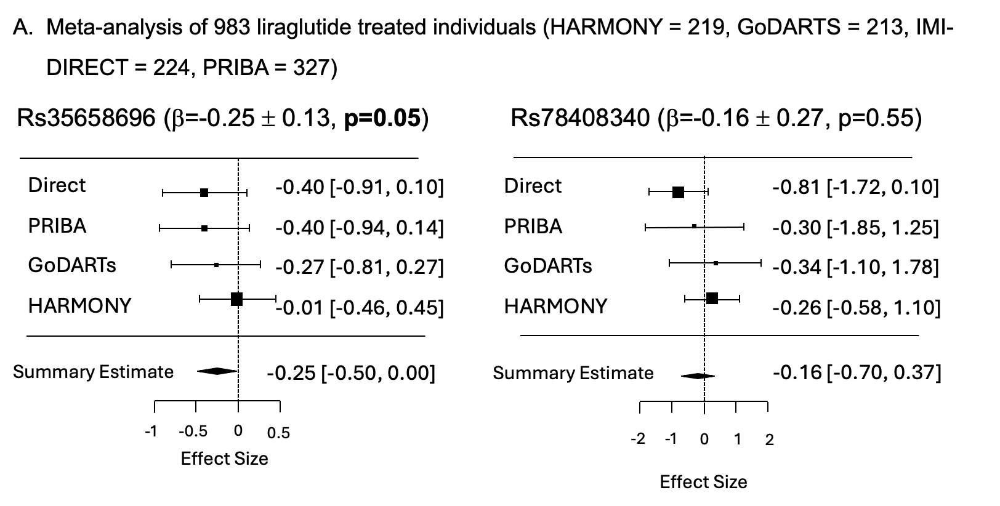 A. Meta-analysis of 983 liraglutide treated individuals (HARMONY = 219, GoDARTS = 213, IMI-
DIRECT = 224, PRIBA = 327)
Rs35658696 (β=-0.25 ± 0.13, p=0.05)
Direct -0.40 [-0.91, 0.10]
PRIBA -0.40 [-0.94, 0.14]
GoDARTs -0.27 [-0.81, 0.27]
HARMONY -0.01 [-0.46, 0.45]
Summary Estimate -0.25 [-0.50, 0.00]
-1 -0.5 0 0.5
Effect Size
Rs78408340 (β=-0.16 ± 0.27, p=0.55)
Direct -0.81 [-1.72, 0.10]
PRIBA -0.30 [-1.85, 1.25]
GoDARTs -0.34 [-1.10, 1.78]
HARMONY -0.26 [-0.58, 1.10]
Summary Estimate -0.16 [-0.70, 0.37]
-2 -1 0 1 2
Effect Size